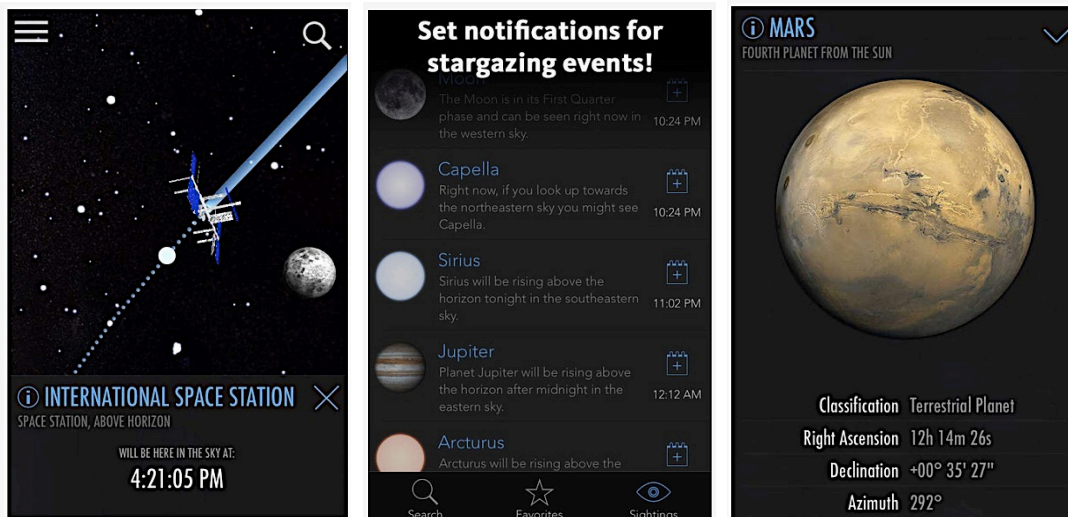 INTERNATIONAL SPACE STATION
SPACE STATION, ABOVE HORIZON
WILL BE HERE IN THE SKY AT:
4:21:05 PM
Set notifications for
stargazing events!
Moon
The Moon is in its First Quarter
phase and can be seen right now in
the western sky.
10:24 PM
Capella
Right now, if you look up towards
the northeastern sky you might see
Capella.
10:24 PM
Sirius
Sirius will be rising above the
horizon tonight in the southeastern
sky.
11:02 PM
Jupiter
Planet Jupiter will be rising above
the horizon after midnight in the
eastern sky.
12:12 AM
Arcturus
Arcturus will be rising above the
Search Favorites Sightings
MARS
FOURTH PLANET FROM THE SUN
Classification Terrestrial Planet
Right Ascension 12h 14m 26s
Declination +00° 35' 27"
Azimuth 292°